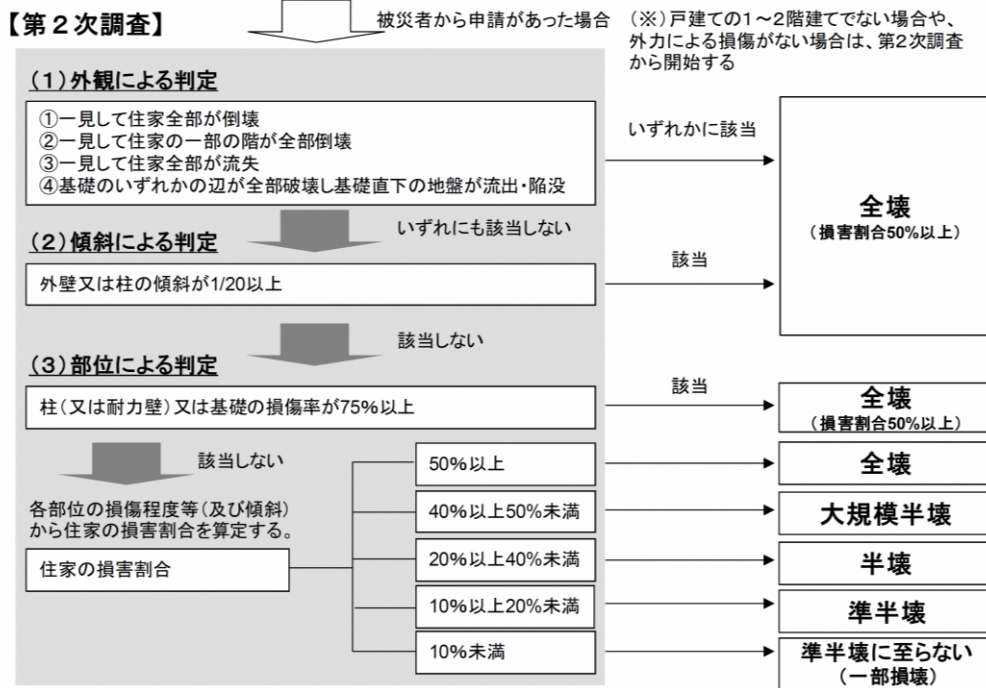 【第２次調査】
被災者から申請があった場合
（※）戸建ての１～２階建てでない場合や、
外力による損傷がない場合は、第２次調査
から開始する
（１）外観による判定
①一見して住家全部が倒壊
②一見して住家の一部の階が全部倒壊
③一見して住家全部が流失
④基礎のいずれかの辺が全部破壊し基礎直下の地盤が流出・陥没
いずれかに該当
全壊
（損害割合50%以上）
いずれにも該当しない
（２）傾斜による判定
外壁又は柱の傾斜が1/20以上
該当
該当しない
（３）部位による判定
柱（又は耐力壁）又は基礎の損傷率が75%以上
該当
全壊
（損害割合50%以上）
該当しない
各部位の損傷程度等（及び傾斜）
から住家の損害割合を算定する。
住家の損害割合
50%以上
全壊
40%以上50%未満
大規模半壊
20%以上40%未満
半壊
10%以上20%未満
準半壊
10%未満
準半壊に至らない
（一部損壊）